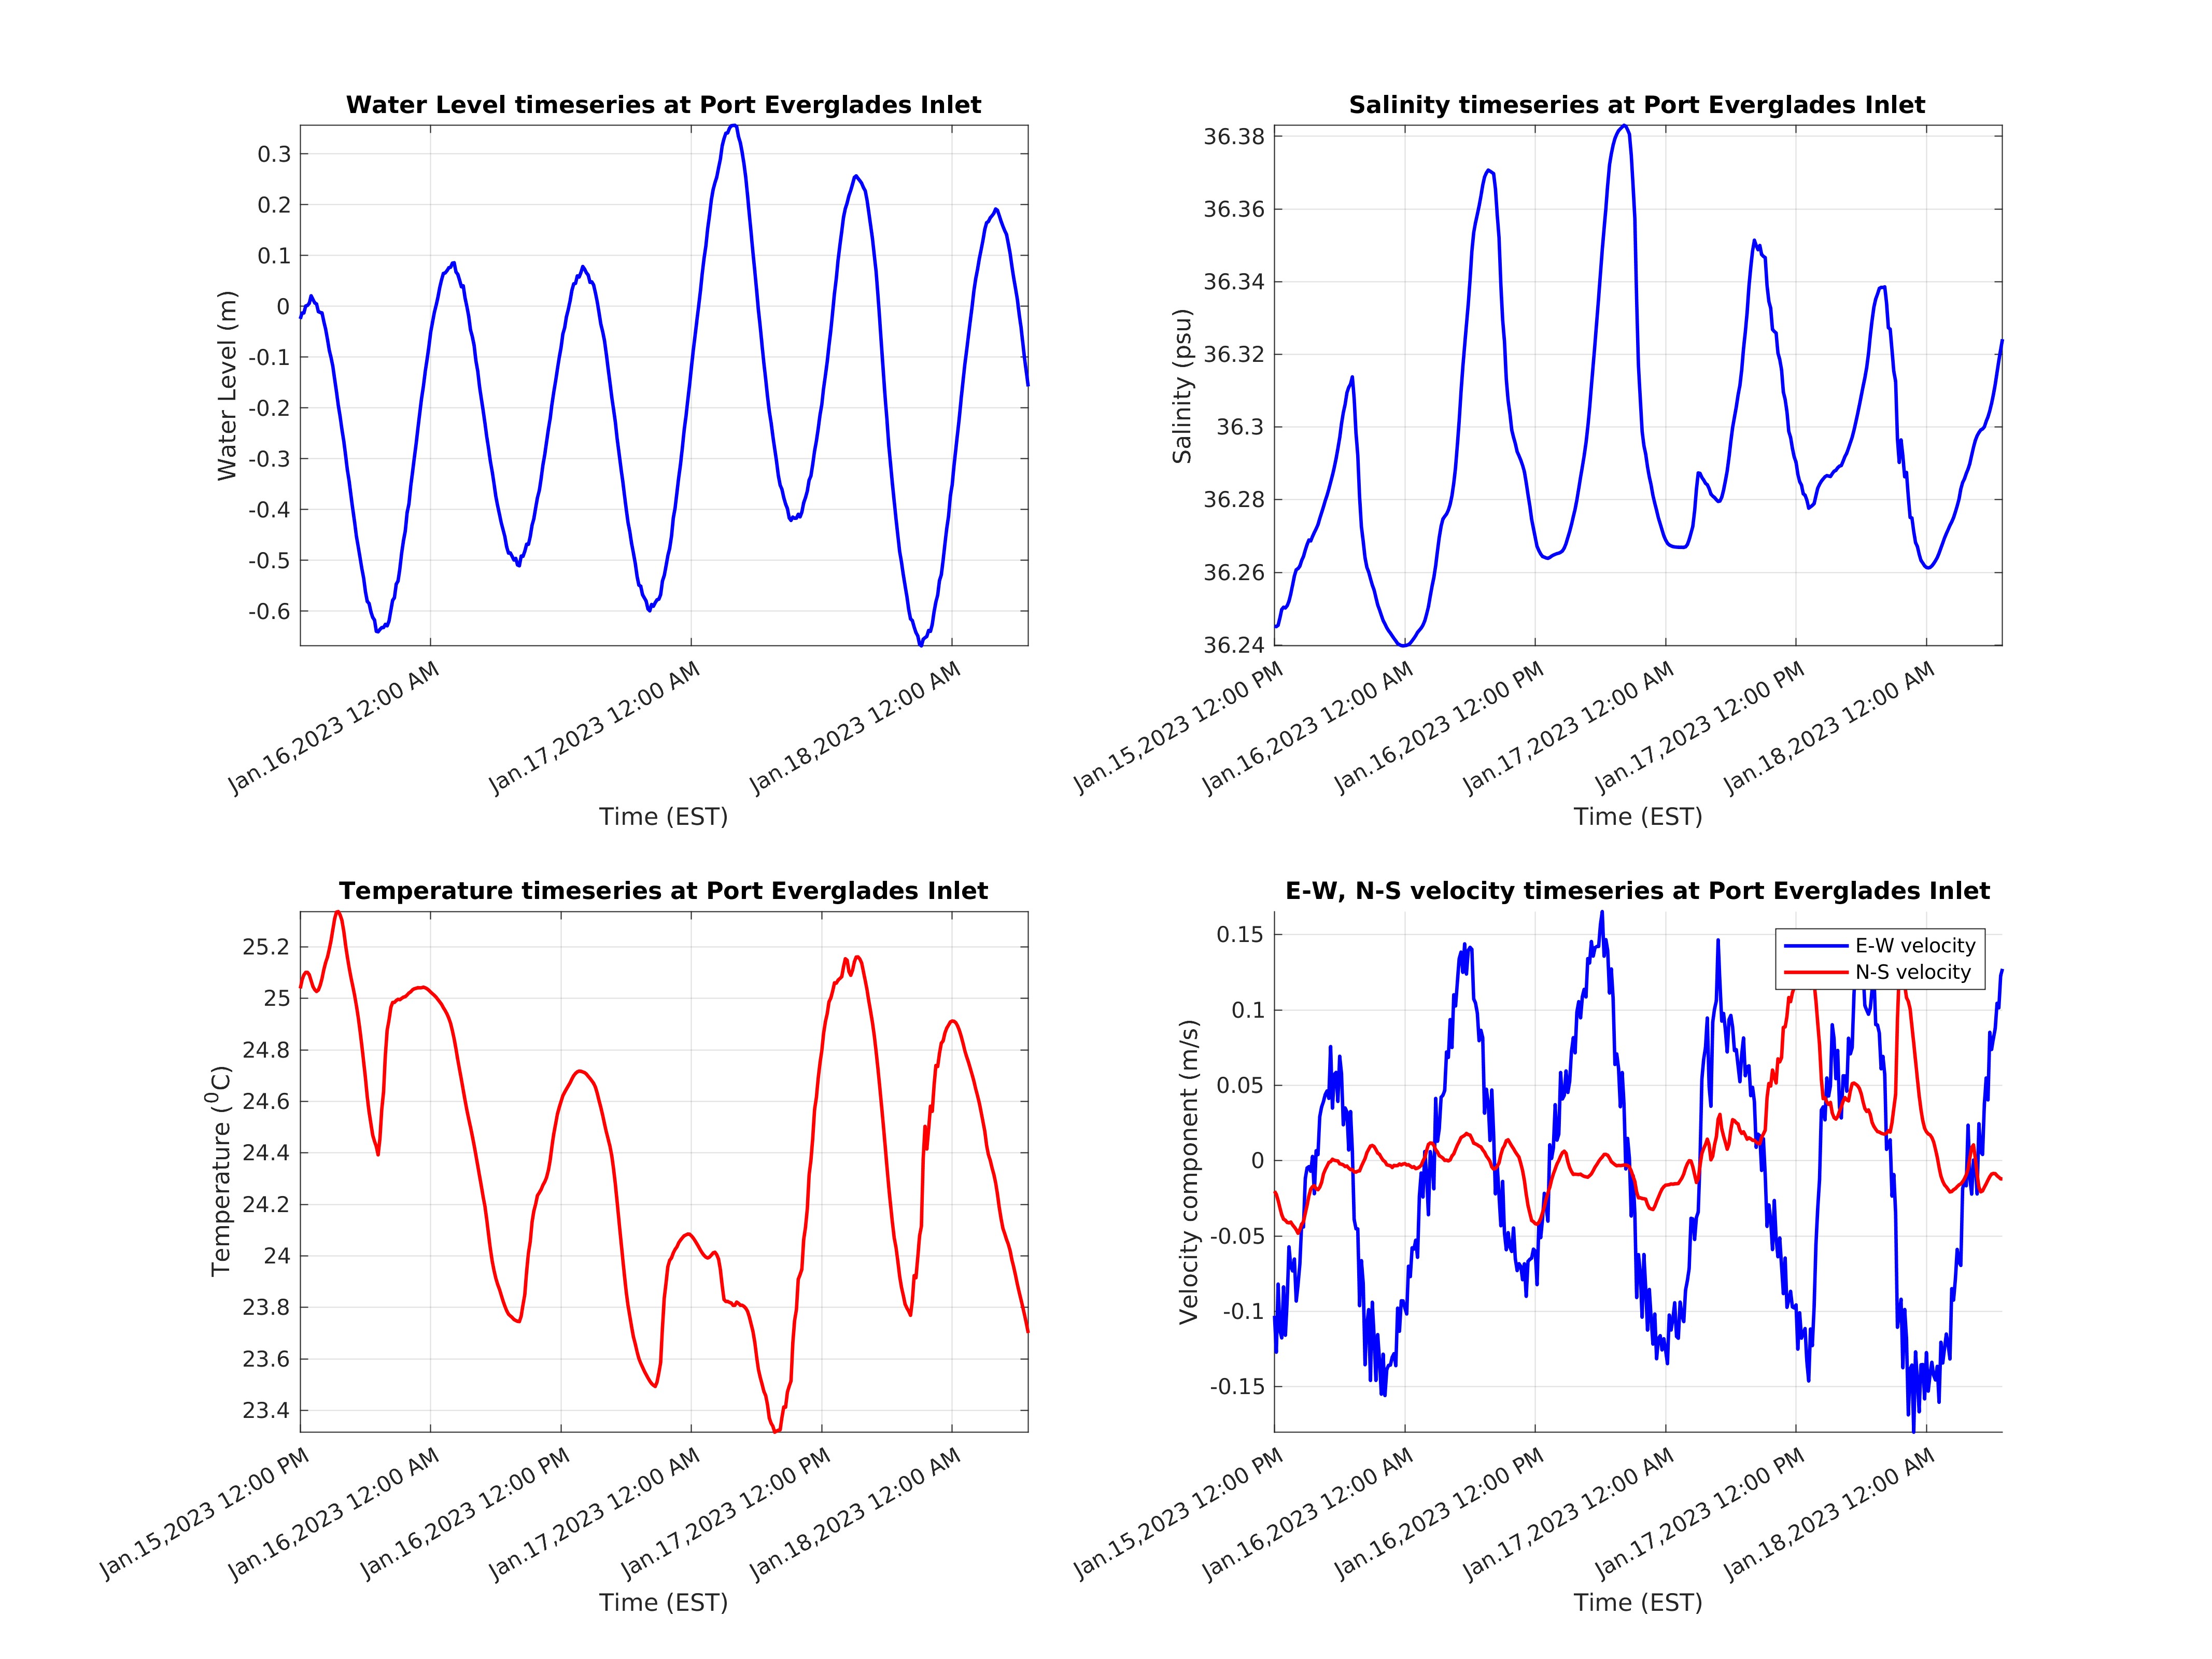 Water Level timeseries at Port Everglades Inlet
Water Level (m)
0.3
0.2
0.1
0
-0.1
-0.2
-0.3
-0.4
-0.5
-0.6
Jan.16,2023 12:00 AM
Jan.17,2023 12:00 AM
Jan.18,2023 12:00 AM
Time (EST)
Salinity timeseries at Port Everglades Inlet
Salinity (psu)
36.38
36.36
36.34
36.32
36.3
36.28
36.26
36.24
Jan.15,2023 12:00 PM
Jan.16,2023 12:00 AM
Jan.16,2023 12:00 PM
Jan.17,2023 12:00 AM
Jan.17,2023 12:00 PM
Jan.18,2023 12:00 AM
Time (EST)
Temperature timeseries at Port Everglades Inlet
Temperature (⁰C)
25.2
25
24.8
24.6
24.4
24.2
24
23.8
23.6
23.4
Jan.15,2023 12:00 PM
Jan.16,2023 12:00 AM
Jan.16,2023 12:00 PM
Jan.17,2023 12:00 AM
Jan.17,2023 12:00 PM
Jan.18,2023 12:00 AM
Time (EST)
E-W, N-S velocity timeseries at Port Everglades Inlet
Velocity component (m/s)
0.15
0.1
0.05
0
-0.05
-0.1
-0.15
E-W velocity
N-S velocity
Jan.15,2023 12:00 PM
Jan.16,2023 12:00 AM
Jan.16,2023 12:00 PM
Jan.17,2023 12:00 AM
Jan.17,2023 12:00 PM
Jan.18,2023 12:00 AM
Time (EST)